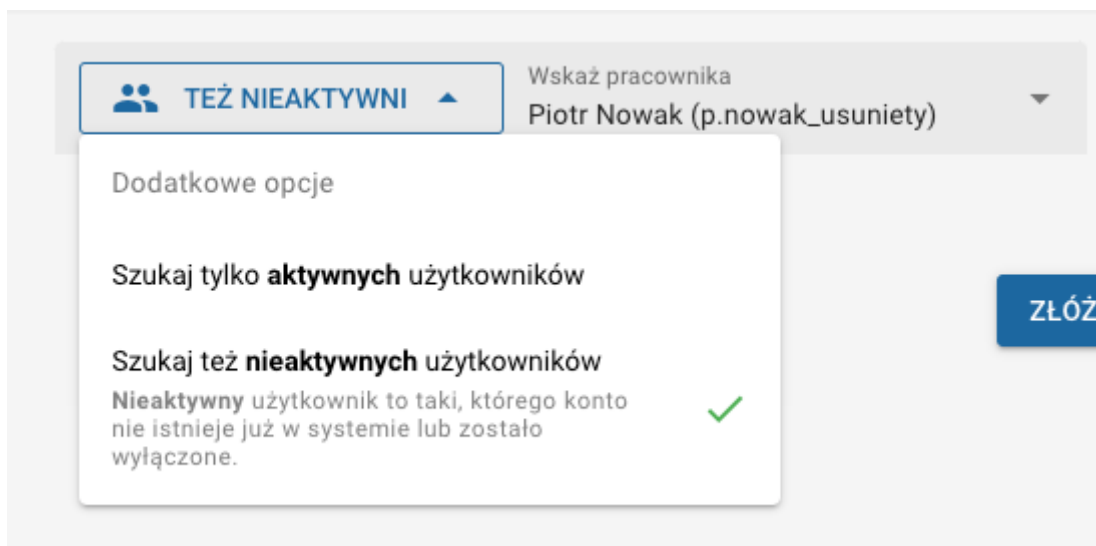 TEŻ NIEAKTYWNI
Wskaż pracownika
Piotr Nowak (p.nowak_usuniety)
Dodatkowe opcje
Szukaj tylko aktywnych użytkowników
Szukaj też nieaktywnych użytkowników
Nieaktywny użytkownik to taki, którego konto
nie istnieje już w systemie lub zostało
wyłączone.
ZŁÓŻ